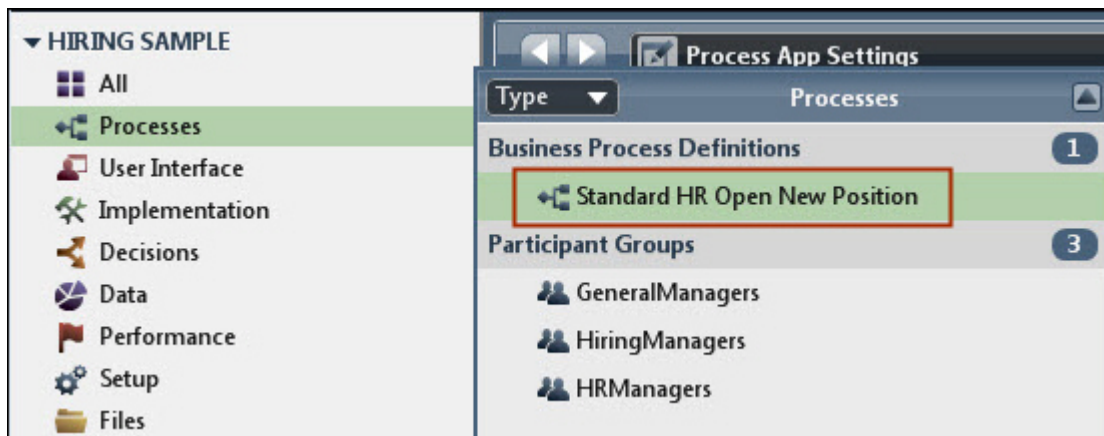 HIRING SAMPLE
All
Processes
User Interface
Implementation
Decisions
Data
Performance
Setup
Files
Process App Settings
Type
Processes
Business Process Definitions 1
Standard HR Open New Position
Participant Groups 3
GeneralManagers
HiringManagers
HRManagers